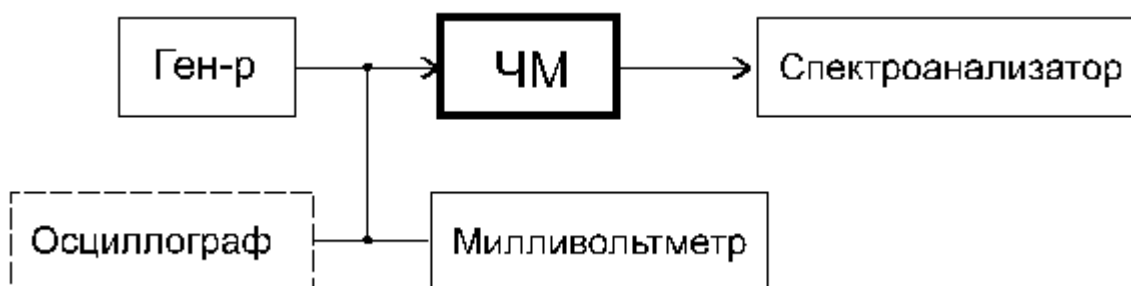 Ген-р
ЧМ
Спектроанализатор
Осциллограф
Милливольтметр